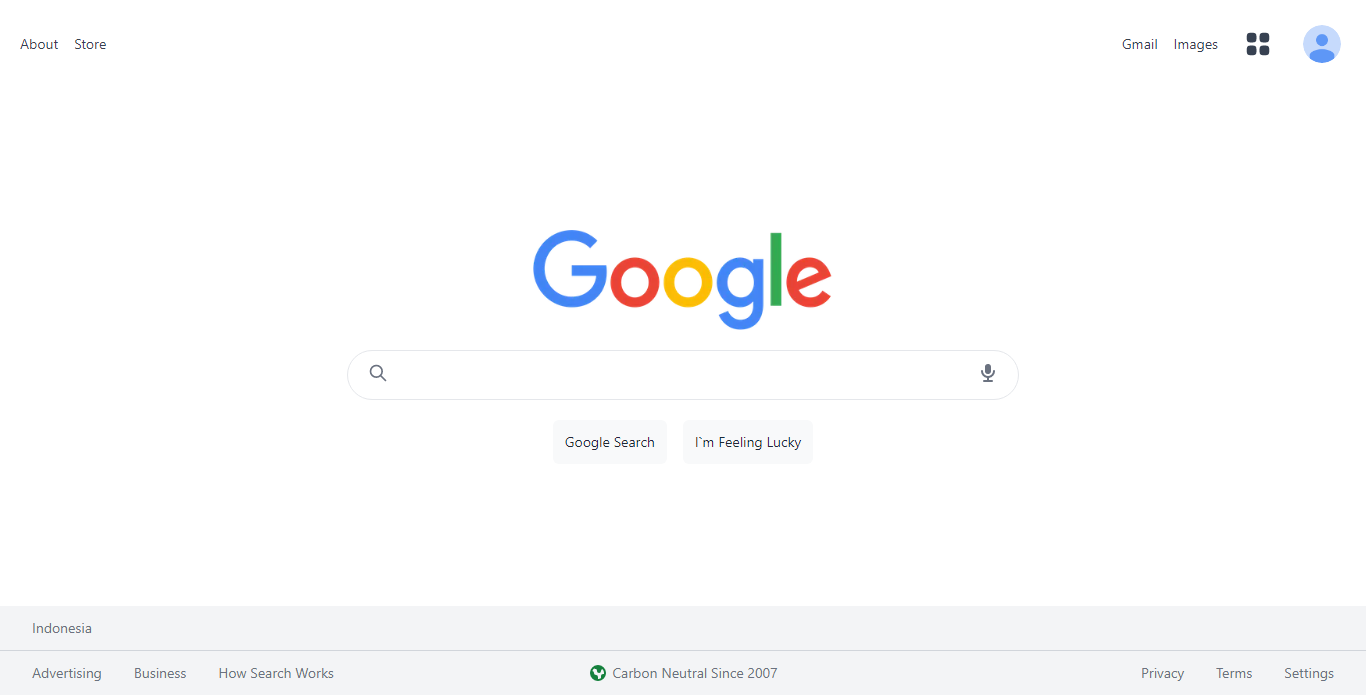 About Store
Gmail Images
Google
Google Search
I`m Feeling Lucky
Indonesia
Advertising Business How Search Works
Carbon Neutral Since 2007
Privacy Terms Settings